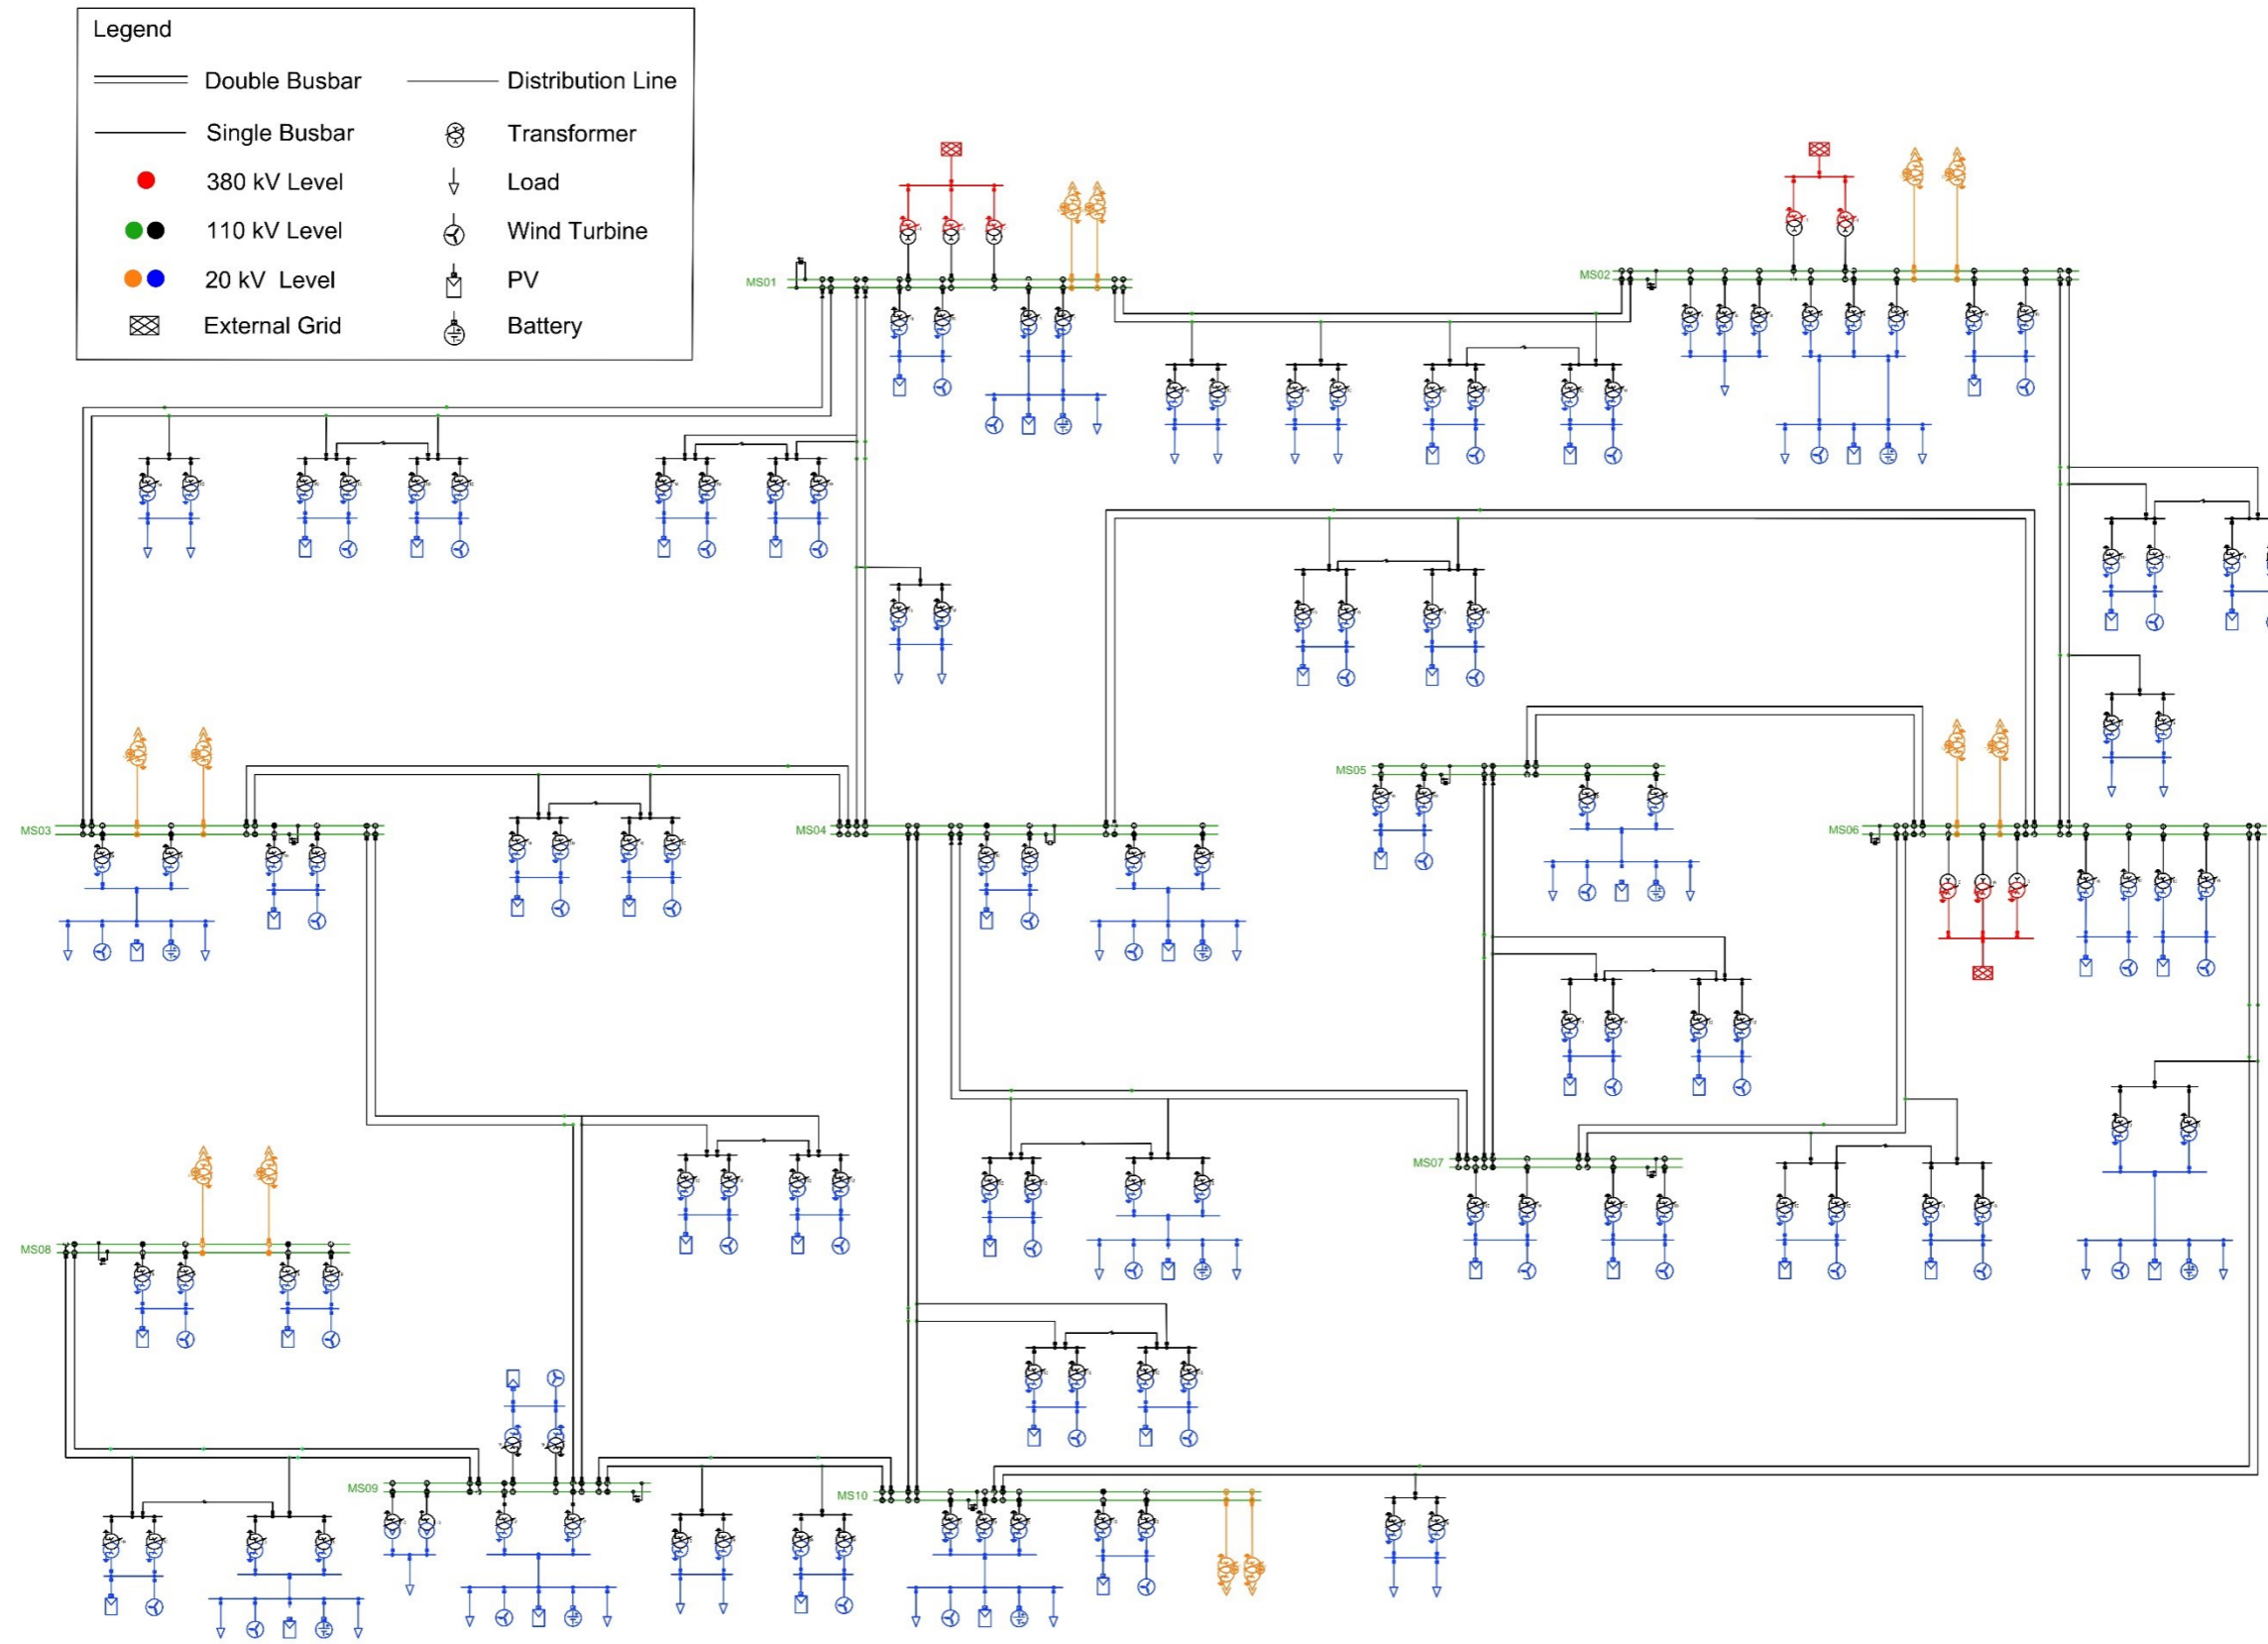 Legend
Double Busbar
Distribution Line
Single Busbar
Transformer
380 kV Level
Load
110 kV Level
Wind Turbine
20 kV Level
PV
External Grid
Battery
MS01
MS02
MS03
MS04
MS05
MS06
MS07
MS08
MS09
MS10